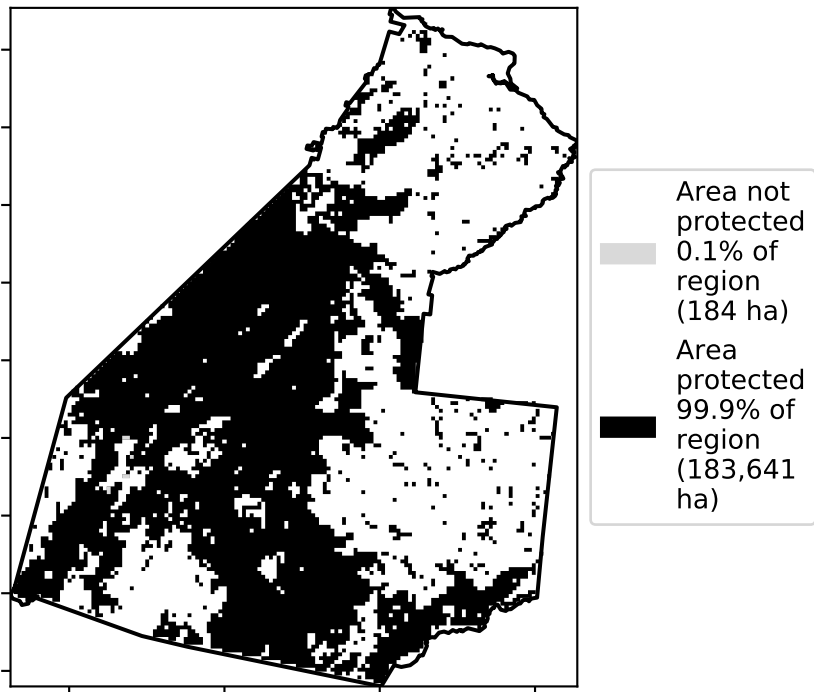 Area not
protected
0.1% of
region
(184 ha)
Area
protected
99.9% of
region
(183,641
ha)